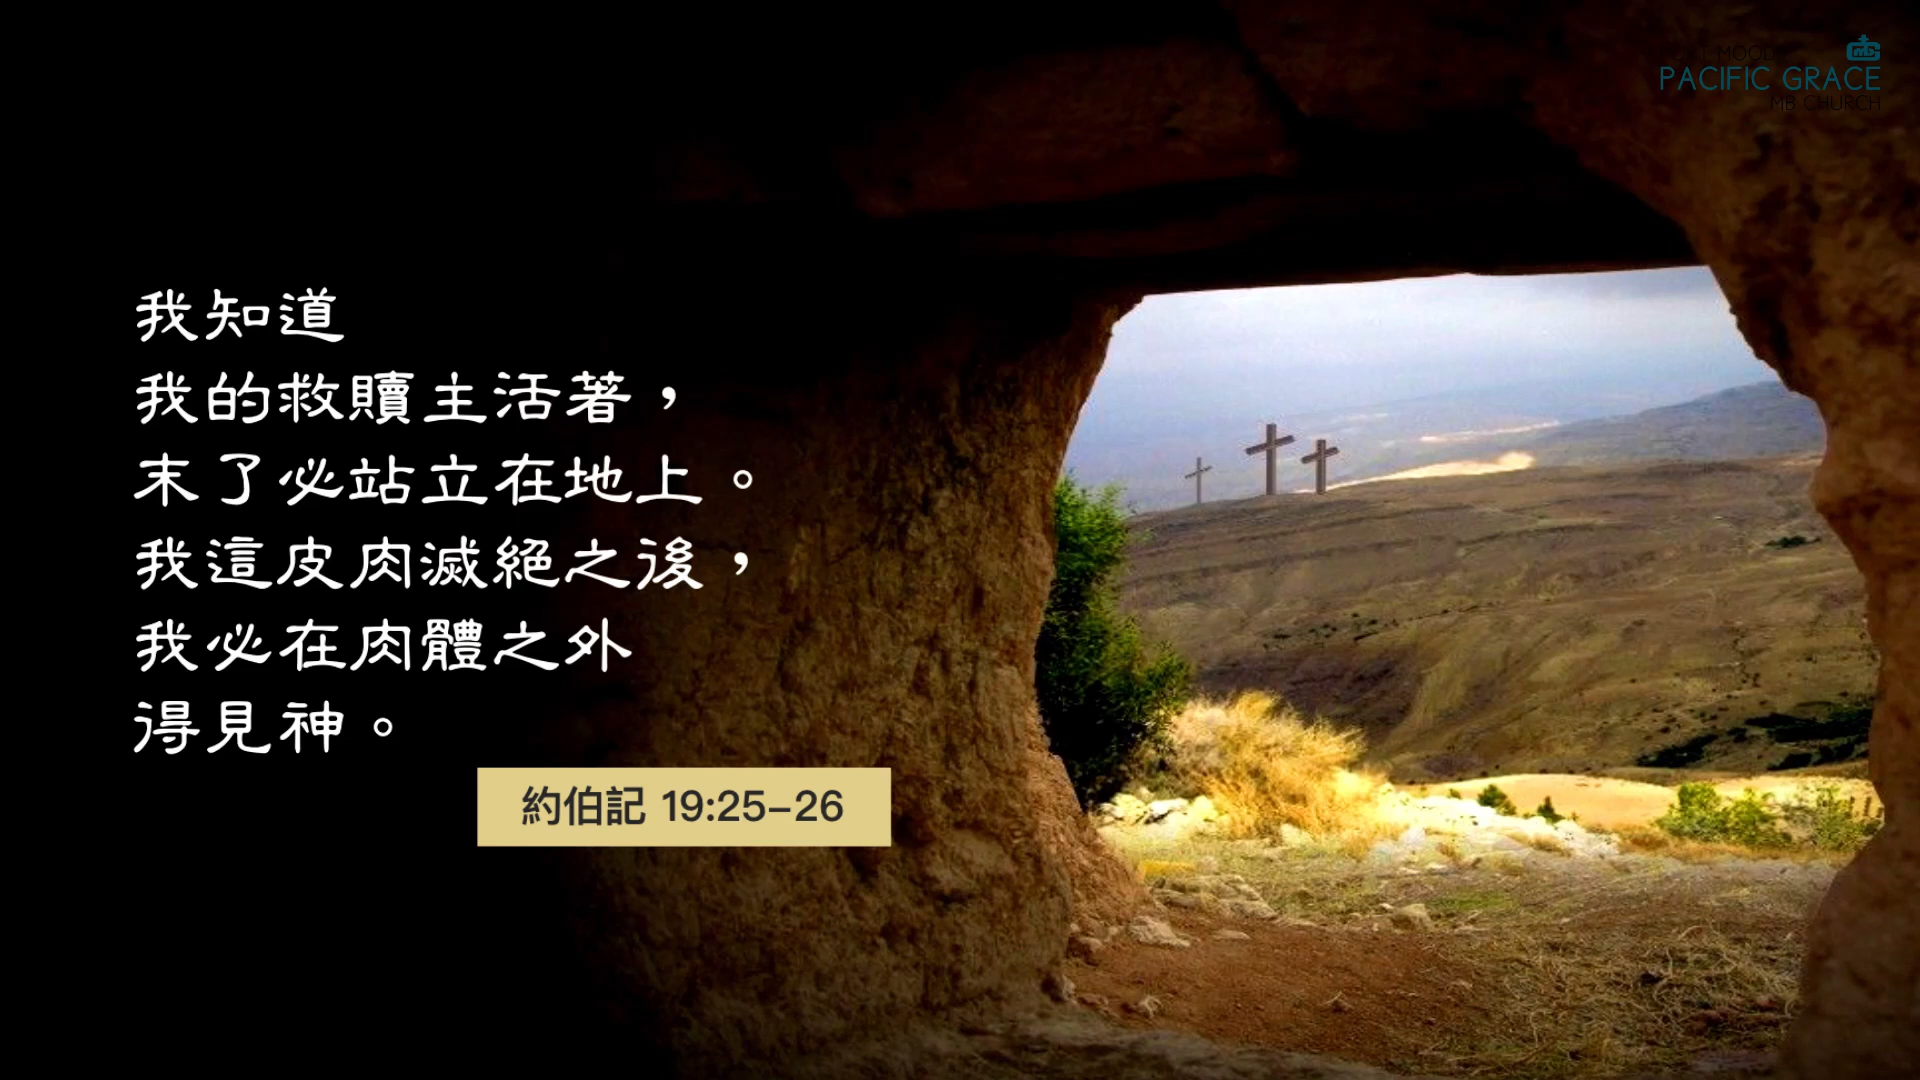 MOODY
PACIFIC GRACE
MB CHURCH
我知道
我的救贖主活著，
末了必站立在地上。
我這皮肉滅絕之後，
我必在肉體之外
得見神。
約伯記 19:25-26